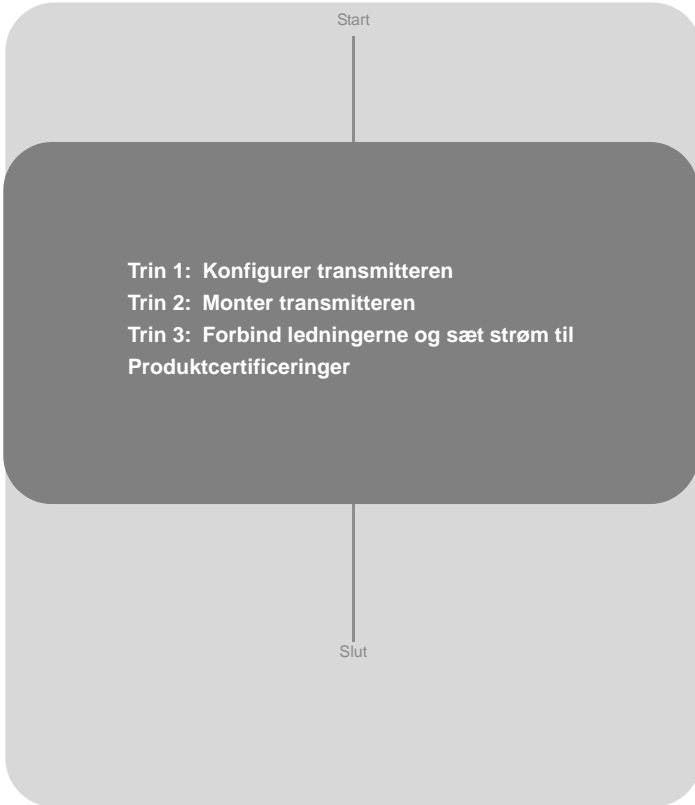 Start
Trin 1:  Konfigurer transmitteren
Trin 2:  Monter transmitteren
Trin 3:  Forbind ledningerne og sæt strøm til
Produktcertificeringer
Slut